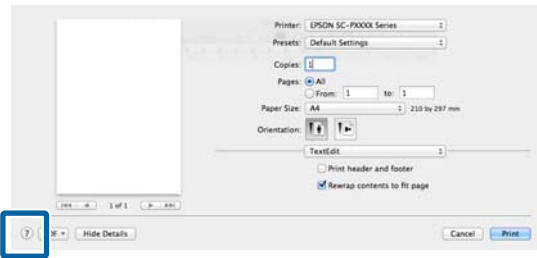 Printer: EPSON SC-PXXXX Series
Presets: Default Settings
Copies: 1
Pages: All
From: 1 to: 1
Paper Size: A4 210 by 297 mm
Orientation:
TextEdit
Print header and footer
Rewrap contents to fit page
1 of 1
? DF Hide Details Cancel Print